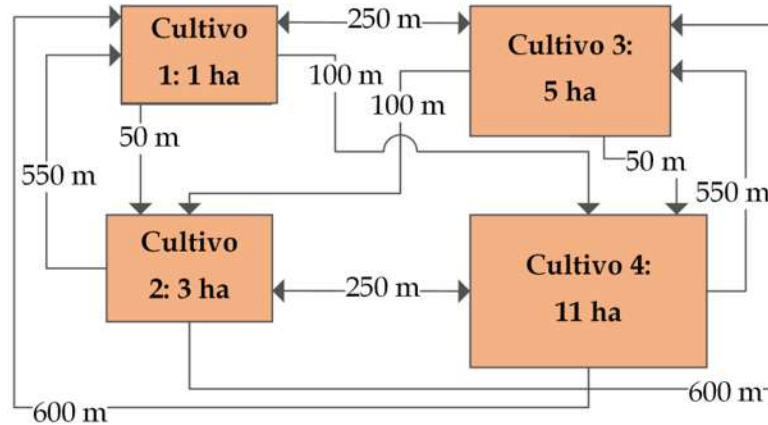 Cultivo
1: 1 ha
250 m
Cultivo 3:
5 ha
100 m
100 m
50 m
50 m
550 m
550 m
Cultivo
2: 3 ha
250 m
Cultivo 4:
11 ha
600 m
600 m